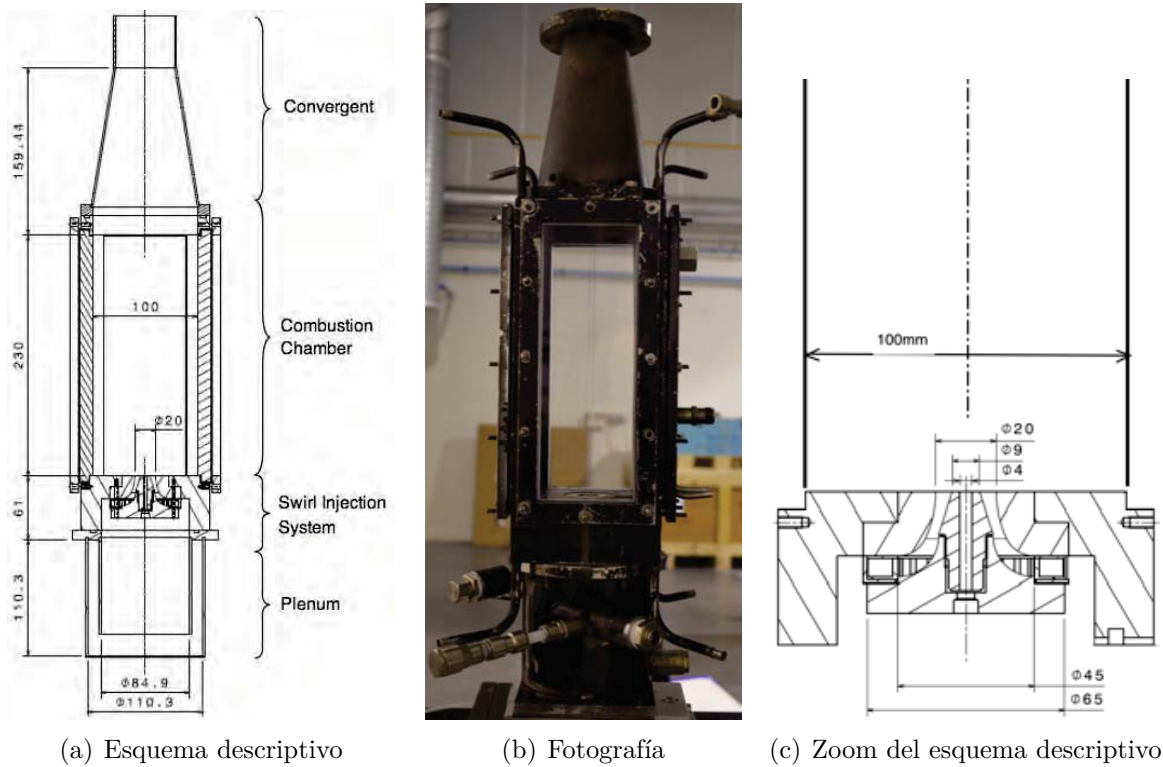 159.44
230
61
110.3
100
Φ20
Φ84.9
Φ110.3
Convergent
Combustion
Chamber
Swirl Injection
System
Plenum
100mm
Φ20
Φ9
Φ4
Φ45
Φ65
(a) Esquema descriptivo
(b) Fotografía
(c) Zoom del esquema descriptivo